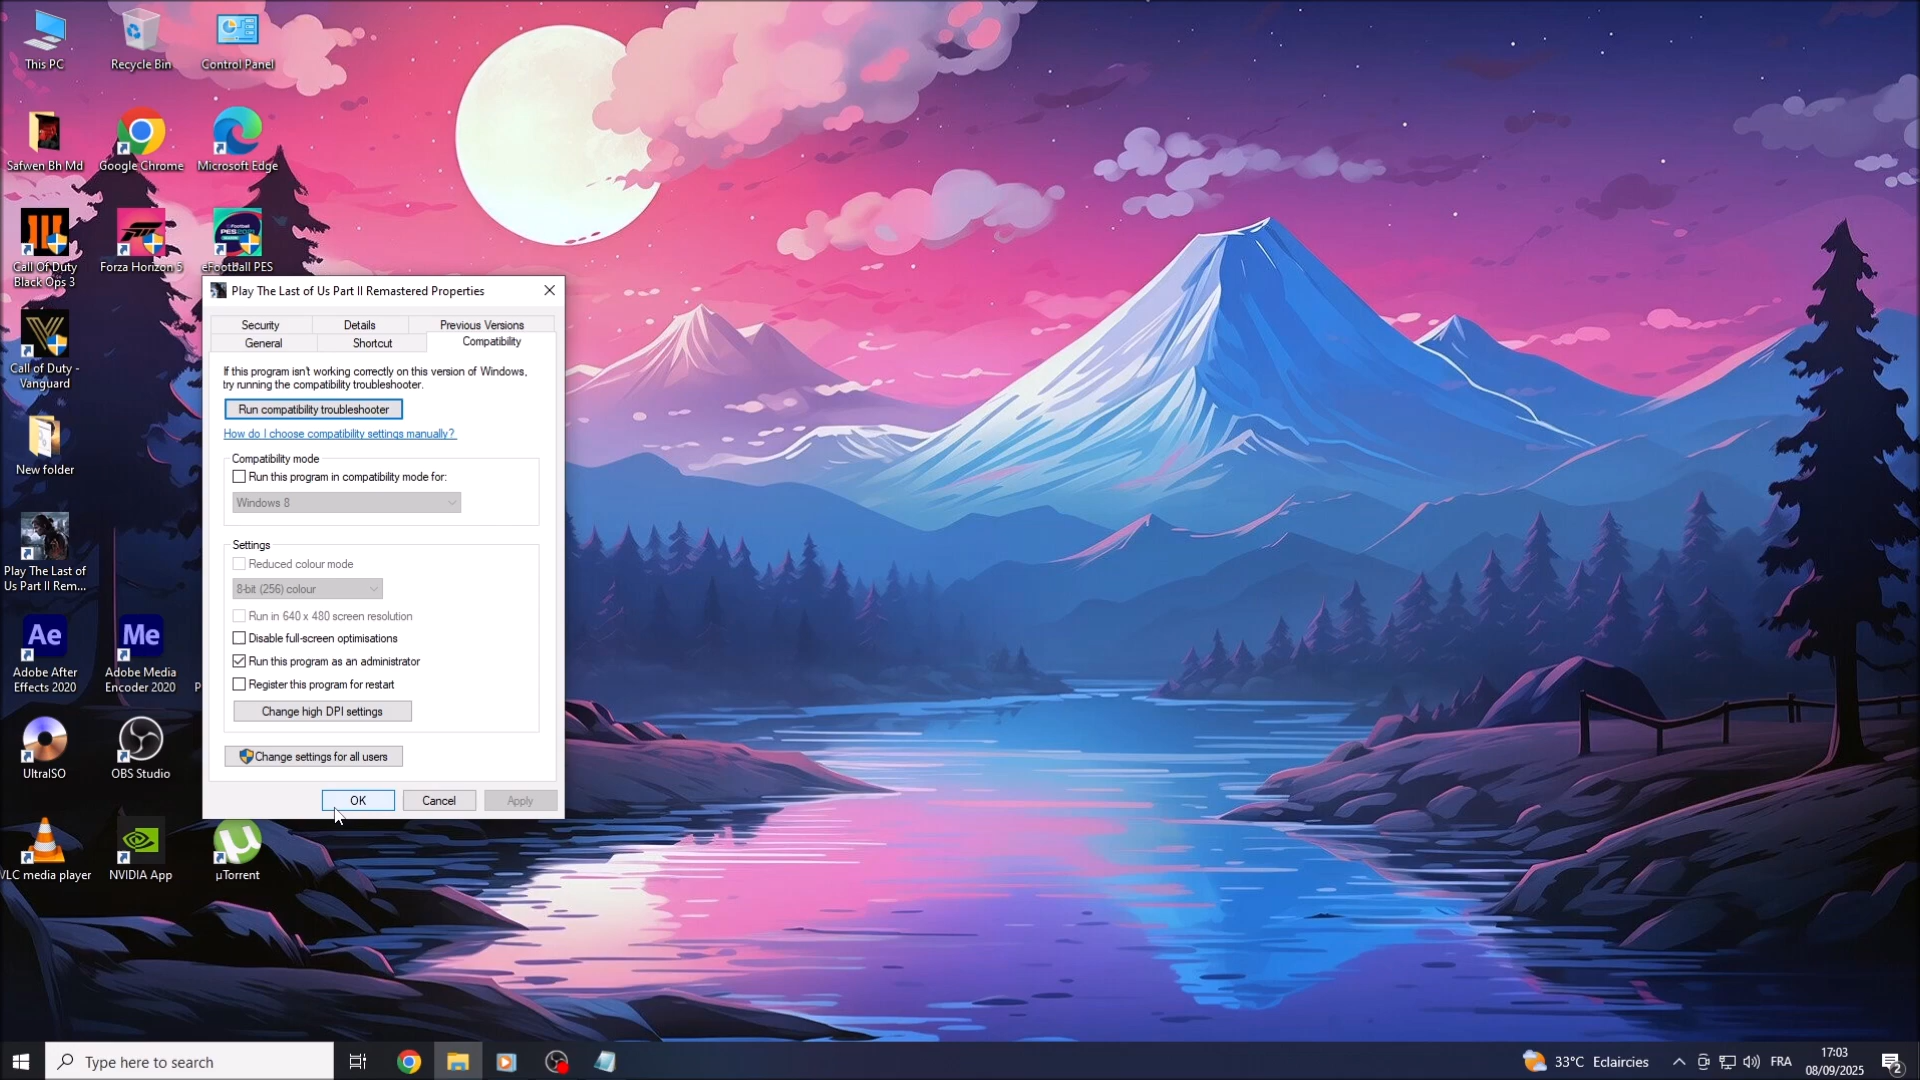 This PC
Recycle Bin
Control Panel
Safwen Bh Md
Google Chrome
Microsoft Edge
Call Of Duty
Black Ops 3
Forza Horizon 5
eFootball PES
Call of Duty -
Vanguard
New folder
Play The Last of
Us Part II Rem...
Ae
Adobe After
Effects 2020
Me
Adobe Media
Encoder 2020
P
UltraISO
OBS Studio
VLC media player
NVIDIA App
µTorrent
Play The Last of Us Part II Remastered Properties
Security
Details
Previous Versions
General
Shortcut
Compatibility
If this program isn't working correctly on this version of Windows,
try running the compatibility troubleshooter.
Run compatibility troubleshooter
How do I choose compatibility settings manually?
Compatibility mode
Run this program in compatibility mode for:
Windows 8
Settings
Reduced colour mode
8-bit (256) colour
Run in 640 x 480 screen resolution
Disable full-screen optimisations
Run this program as an administrator
Register this program for restart
Change high DPI settings
Change settings for all users
OK
Cancel
Apply
Type here to search
33°C Eclaircies
FRA
17:03
08/09/2025
2